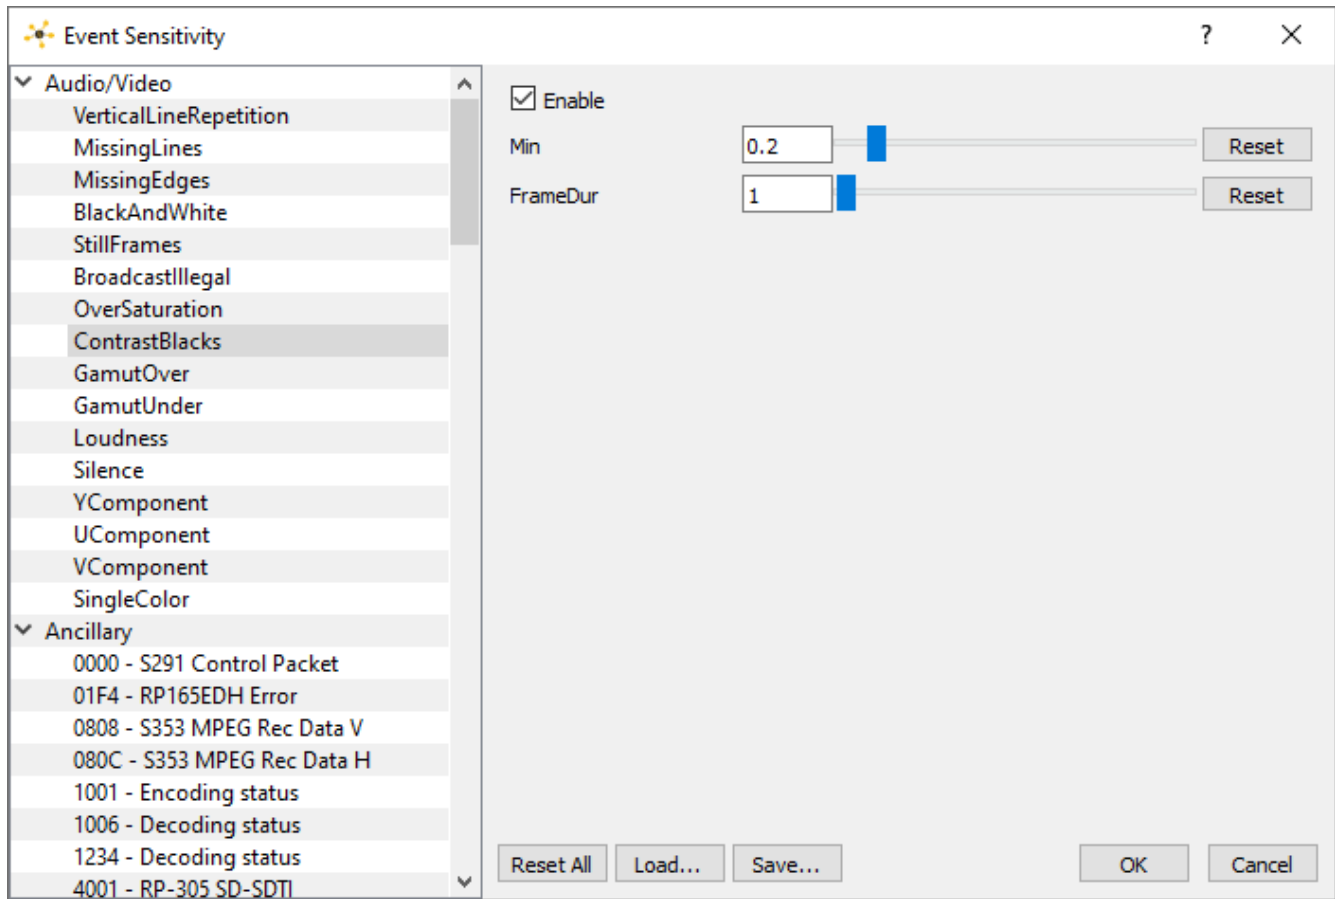 Event Sensitivity
?
Audio/Video
VerticalLineRepetition
MissingLines
MissingEdges
BlackAndWhite
StillFrames
BroadcastIllegal
OverSaturation
ContrastBlacks
GamutOver
GamutUnder
Loudness
Silence
YComponent
UComponent
VComponent
SingleColor
Ancillary
0000 - S291 Control Packet
01F4 - RP165EDH Error
0808 - S353 MPEG Rec Data V
080C - S353 MPEG Rec Data H
1001 - Encoding status
1006 - Decoding status
1234 - Decoding status
4001 - RP-305 SD-SDTI
Enable
Min 0.2 Reset
FrameDur 1 Reset
Reset All Load... Save... OK Cancel